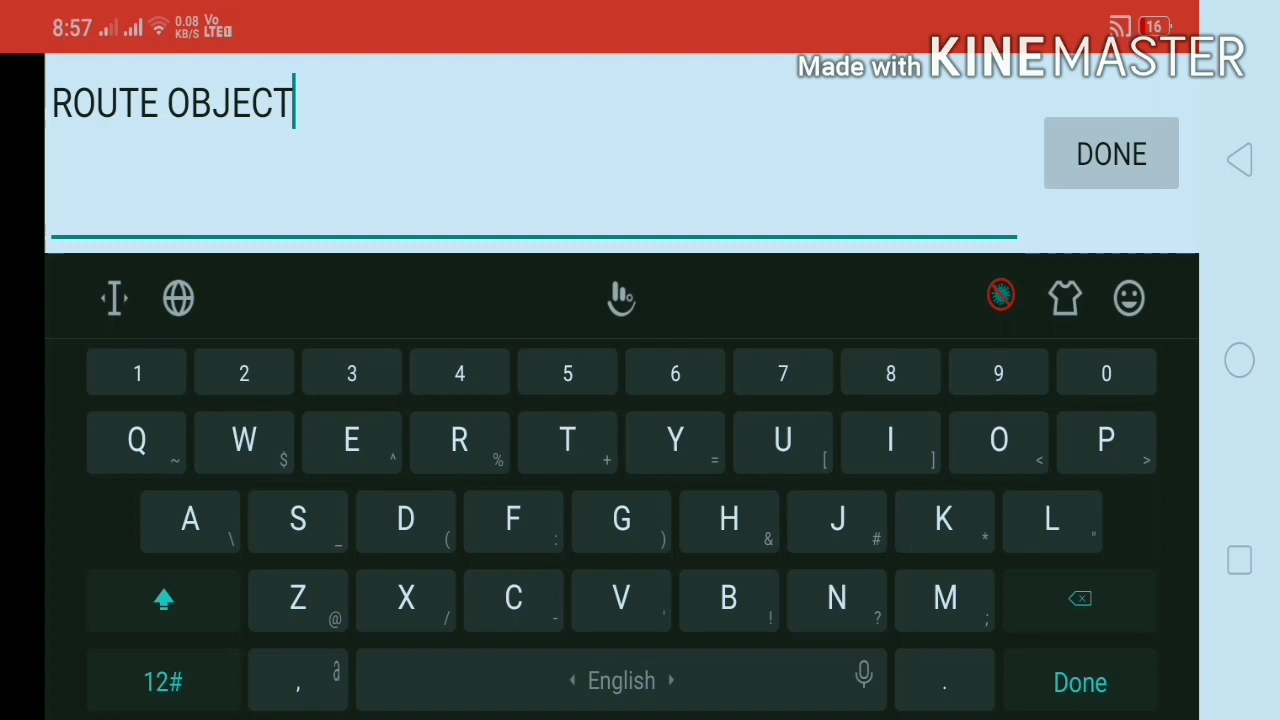 8:57 0.08 KB/S Vo LTE 16
Made with KINEMASTER
ROUTE OBJECT
DONE
1 2 3 4 5 6 7 8 9 0
Q ~ W $ E ^ R % T + Y = U [ I ] O < P >
A \ S _ D ( F : G ) H & J # K * L "
Z @ X / C - V ' B ! N ? M ;
12# , English . Done